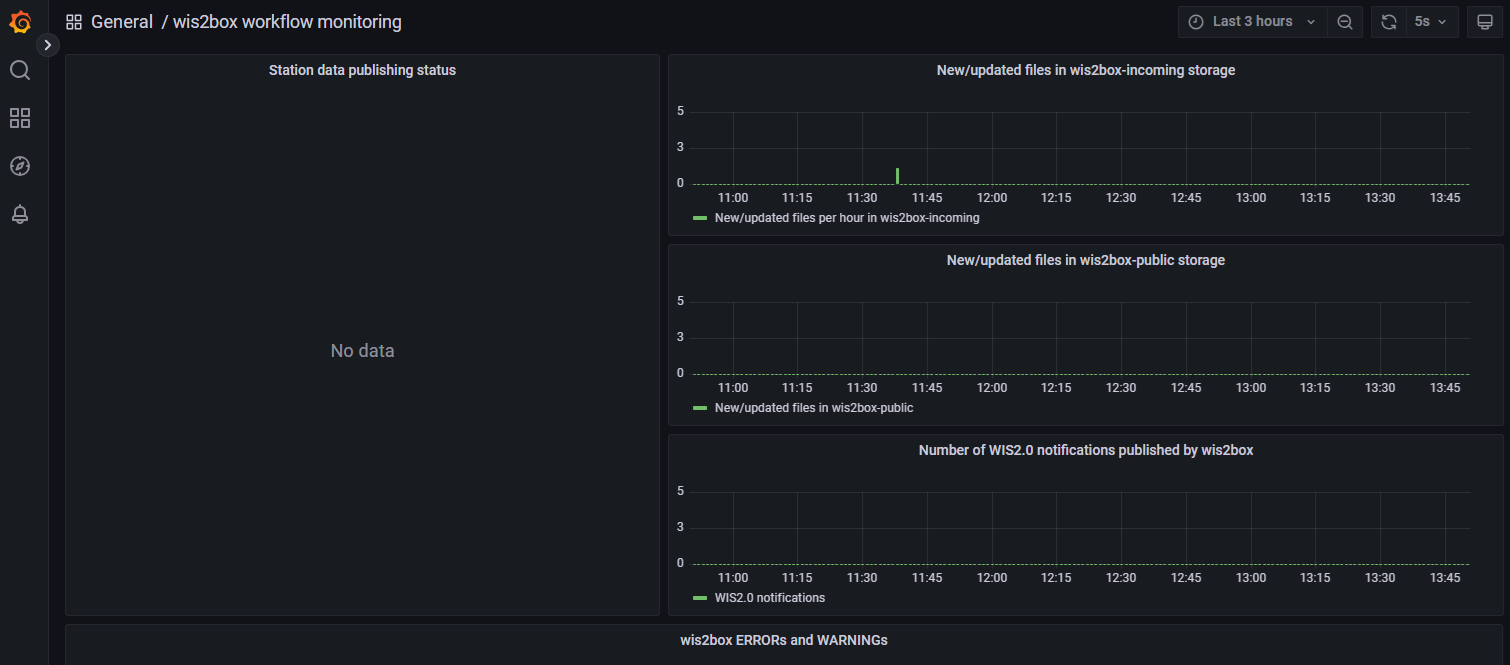 General / wis2box workflow monitoring
Last 3 hours
5s
Station data publishing status
No data
New/updated files in wis2box-incoming storage
5
3
0
11:00 11:15 11:30 11:45 12:00 12:15 12:30 12:45 13:00 13:15 13:30 13:45
New/updated files per hour in wis2box-incoming
New/updated files in wis2box-public storage
5
3
0
11:00 11:15 11:30 11:45 12:00 12:15 12:30 12:45 13:00 13:15 13:30 13:45
New/updated files in wis2box-public
Number of WIS2.0 notifications published by wis2box
5
3
0
11:00 11:15 11:30 11:45 12:00 12:15 12:30 12:45 13:00 13:15 13:30 13:45
WIS2.0 notifications
wis2box ERRORs and WARNINGs